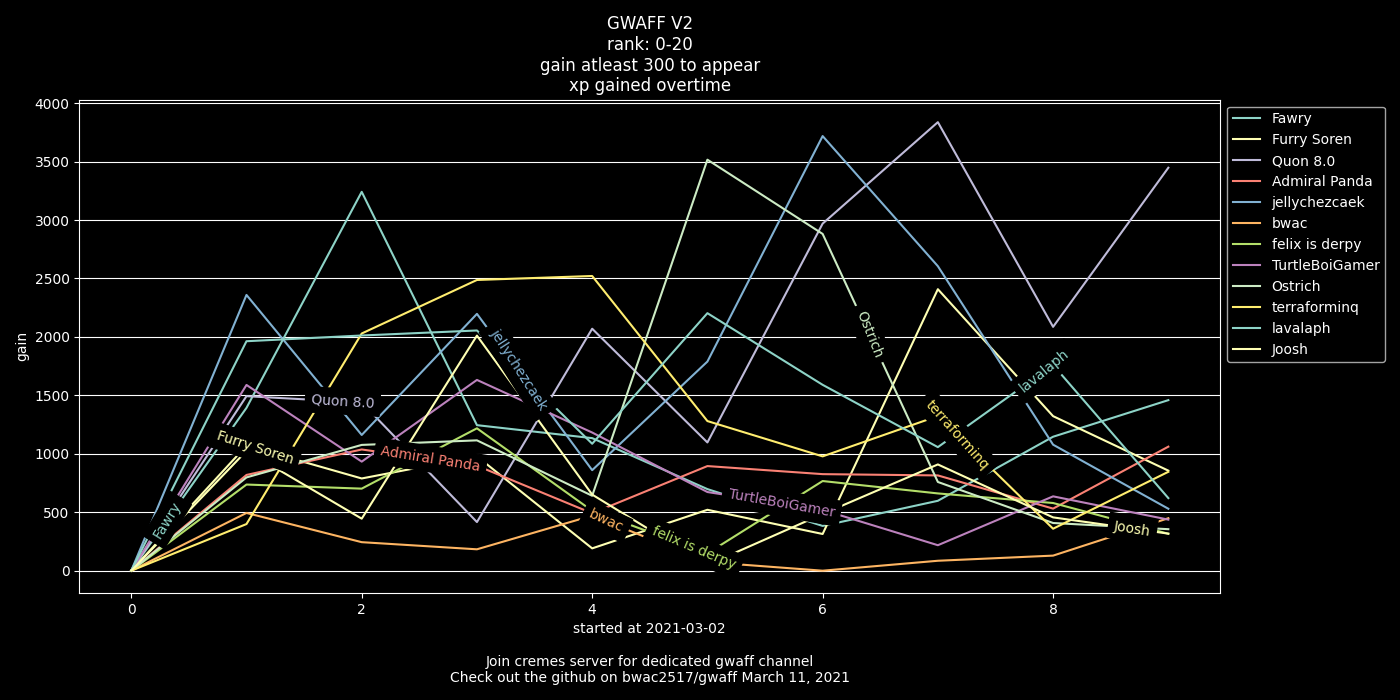 GWAFF V2
rank: 0-20
gain atleast 300 to appear
xp gained overtime
4000
3500
3000
2500
2000
1500
1000
500
0
gain
Fawry
Furry Soren
Quon 8.0
Admiral Panda
jellychezcaek
bwac
felix is derpy
TurtleBoiGamer
Ostrich
terraforminq
lavalaph
Joosh
Fawry
Furry Soren
Quon 8.0
Admiral Panda
jellychezcaek
bwac
felix is derpy
TurtleBoiGamer
Ostrich
terraforminq
lavalaph
Joosh
0 2 4 6 8
started at 2021-03-02
Join cremes server for dedicated gwaff channel
Check out the github on bwac2517/gwaff March 11, 2021